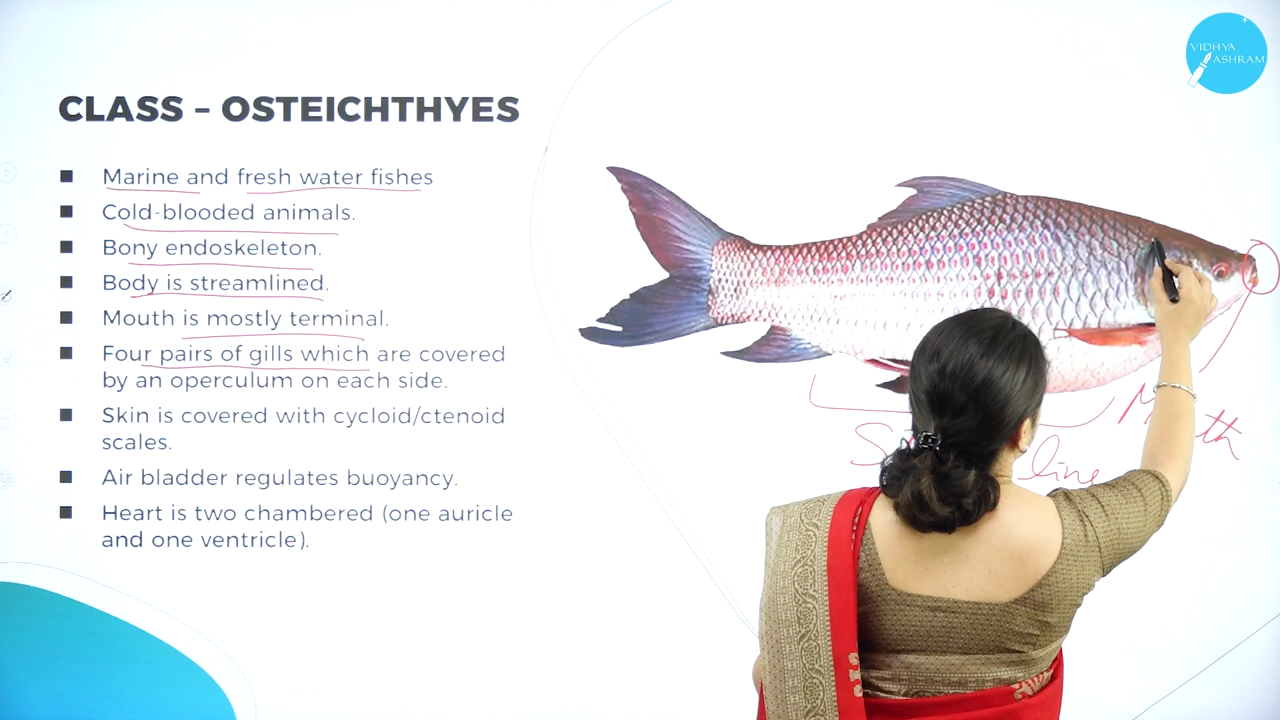 VIDHYA
ASHRAM
CLASS – OSTEICHTHYES
■ Marine and fresh water fishes
■ Cold-blooded animals.
■ Bony endoskeleton.
■ Body is streamlined.
■ Mouth is mostly terminal.
■ Four pairs of gills which are covered
by an operculum on each side.
■ Skin is covered with cycloid/ctenoid
scales.
■ Air bladder regulates buoyancy.
■ Heart is two chambered (one auricle
and one ventricle).
Mouth
line